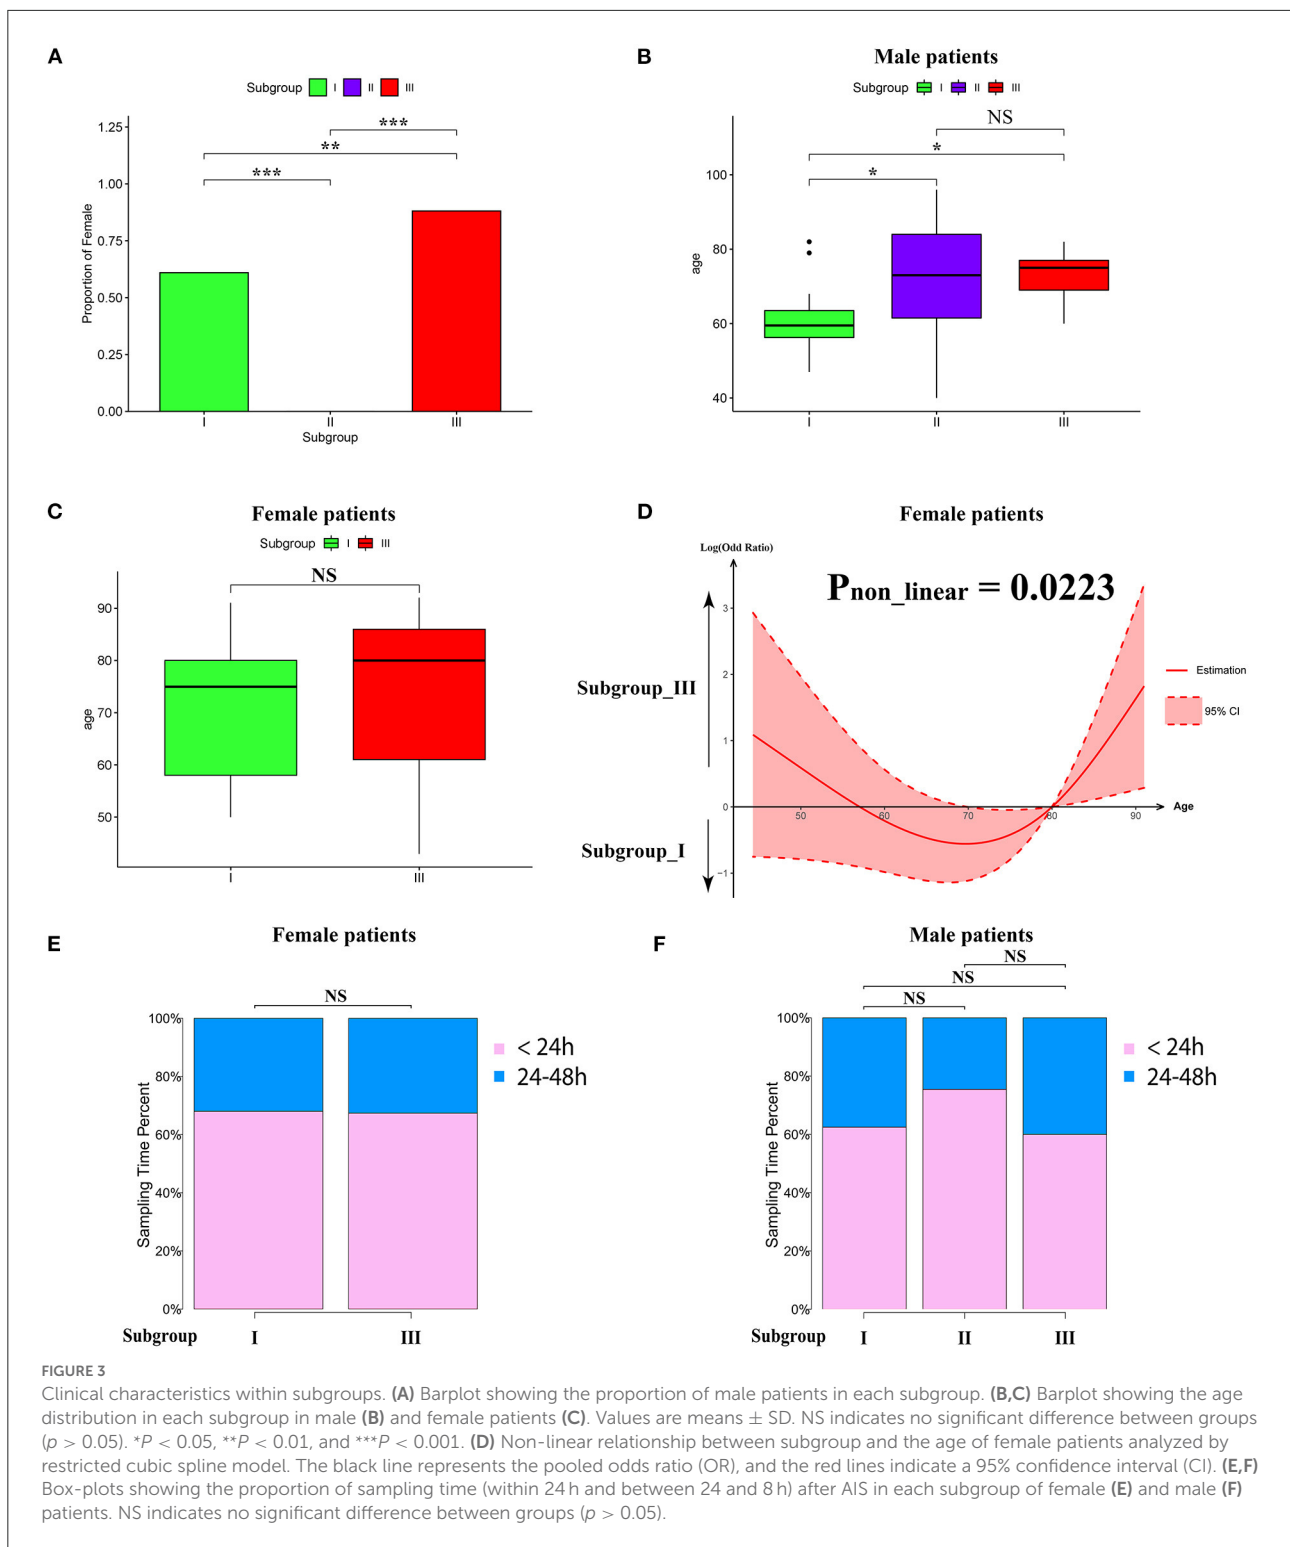 A
Subgroup I II III
1.25
1.00
0.75
0.50
0.25
0.00
Proportion of Female
***
**
***
I II III
Subgroup
B
Male patients
Subgroup I II III
100
80
60
40
age
NS
*
*
I II III
C
Female patients
Subgroup I III
90
80
70
60
50
age
NS
I III
D
Female patients
Log(Odd Ratio)
Pnon_linear = 0.0223
3
2
1
0
−1
Subgroup_III
Subgroup_I
50 60 70 80 90
Age
Estimation
95% CI
E
Female patients
NS
100%
80%
60%
40%
20%
0%
Sampling Time Percent
< 24h
24-48h
Subgroup I III
F
Male patients
NS
NS
NS
100%
80%
60%
40%
20%
0%
Sampling Time Percent
< 24h
24-48h
Subgroup I II III
FIGURE 3
Clinical characteristics within subgroups. (A) Barplot showing the proportion of male patients in each subgroup. (B,C) Barplot showing the age
distribution in each subgroup in male (B) and female patients (C). Values are means ± SD. NS indicates no significant difference between groups
(p > 0.05). *P < 0.05, **P < 0.01, and ***P < 0.001. (D) Non-linear relationship between subgroup and the age of female patients analyzed by
restricted cubic spline model. The black line represents the pooled odds ratio (OR), and the red lines indicate a 95% confidence interval (CI). (E,F)
Box-plots showing the proportion of sampling time (within 24 h and between 24 and 8 h) after AIS in each subgroup of female (E) and male (F)
patients. NS indicates no significant difference between groups (p > 0.05).